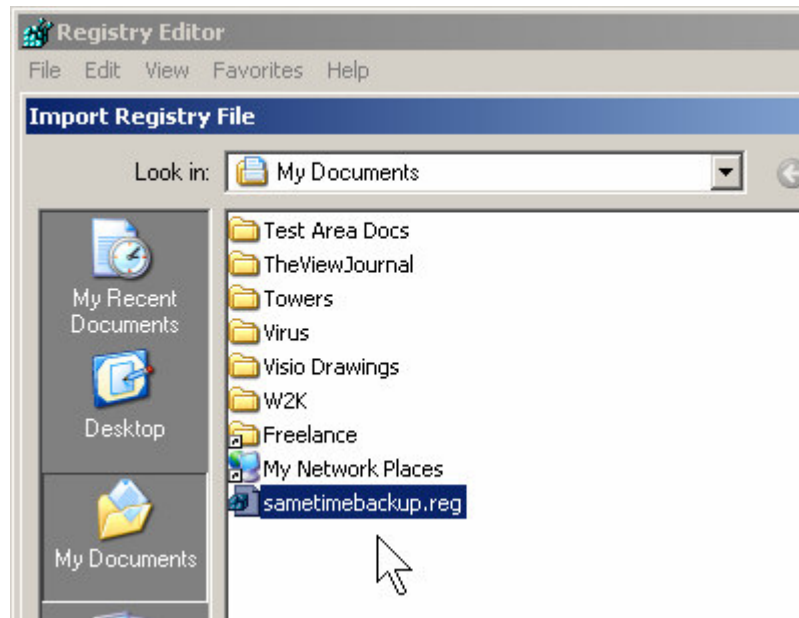 Registry Editor
File Edit View Favorites Help
Import Registry File
Look in: My Documents
Test Area Docs
TheViewJournal
Towers
Virus
Visio Drawings
W2K
Freelance
My Network Places
sametimebackup.reg
My Recent
Documents
Desktop
My Documents